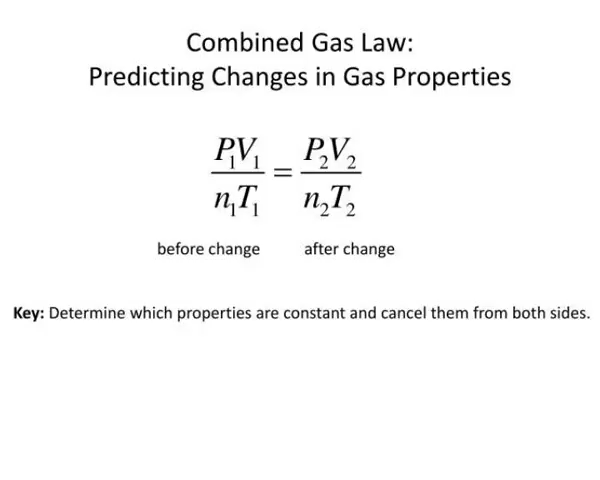 Combined Gas Law:
Predicting Changes in Gas Properties
P₁V₁ / n₁T₁ = P₂V₂ / n₂T₂
before change after change
Key: Determine which properties are constant and cancel them from both sides.